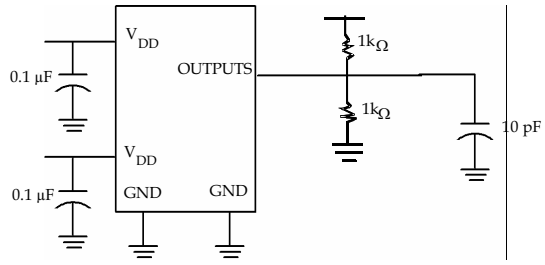 V_DD
1kΩ
0.1 µF
OUTPUTS
1kΩ
10 pF
V_DD
0.1 µF
GND
GND